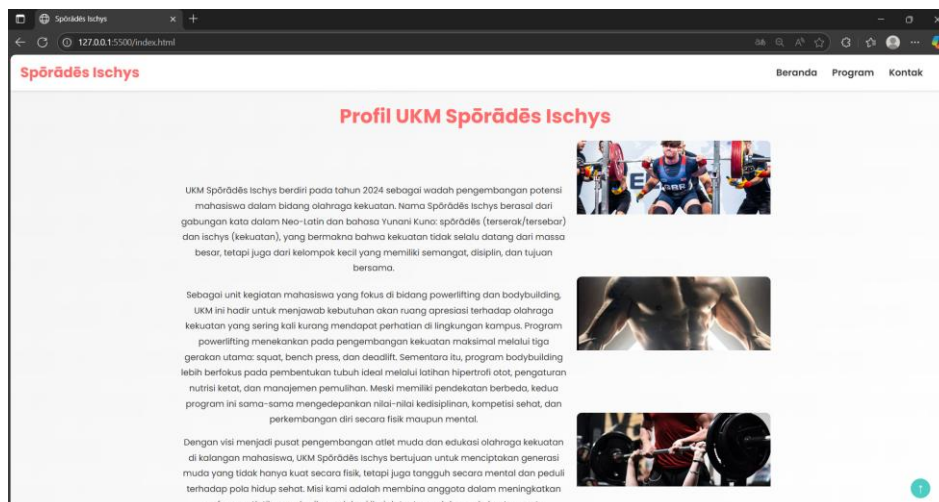 Spōrādēs Ischys
127.0.0.1:5500/index.html
Spōrādēs Ischys
Beranda Program Kontak
Profil UKM Spōrādēs Ischys
UKM Spōrādēs Ischys berdiri pada tahun 2024 sebagai wadah pengembangan potensi
mahasiswa dalam bidang olahraga kekuatan. Nama Spōrādēs Ischys berasal dari
gabungan kata dalam Neo-Latin dan bahasa Yunani Kuno: spōrādēs (terserak/tersebar)
dan ischys (kekuatan), yang bermakna bahwa kekuatan tidak selalu datang dari massa
besar, tetapi juga dari kelompok kecil yang memiliki semangat, disiplin, dan tujuan
bersama.
Sebagai unit kegiatan mahasiswa yang fokus di bidang powerlifting dan bodybuilding,
UKM ini hadir untuk menjawab kebutuhan akan ruang apresiasi terhadap olahraga
kekuatan yang sering kali kurang mendapat perhatian di lingkungan kampus. Program
powerlifting menekankan pada pengembangan kekuatan maksimal melalui tiga
gerakan utama: squat, bench press, dan deadlift. Sementara itu, program bodybuilding
lebih berfokus pada pembentukan tubuh ideal melalui latihan hipertrofi otot, pengaturan
nutrisi ketat, dan manajemen pemulihan. Meski memiliki pendekatan berbeda, kedua
program ini sama-sama mengedepankan nilai-nilai kedisiplinan, kompetisi sehat, dan
perkembangan diri secara fisik maupun mental.
Dengan visi menjadi pusat pengembangan atlet muda dan edukasi olahraga kekuatan
di kalangan mahasiswa, UKM Spōrādēs Ischys bertujuan untuk menciptakan generasi
muda yang tidak hanya kuat secara fisik, tetapi juga tangguh secara mental dan peduli
terhadap pola hidup sehat. Misi kami adalah membina anggota dalam meningkatkan